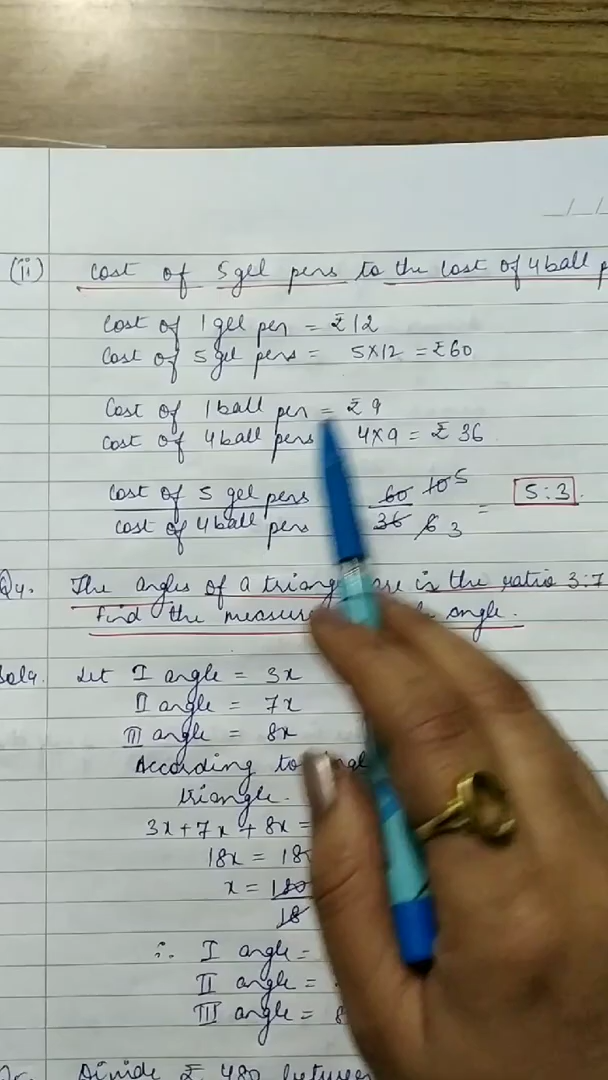 (ii) Cost of 5 gel pens to the cost of 4 ball
Cost of 1 gel pen = ₹12
Cost of 5 gel pens = 5×12 = ₹60
Cost of 1 ball pen = ₹9
Cost of 4 ball pens 4×9 = ₹36
Cost of 5 gel pens 60 10 5
Cost of 4 ball pens 36 6 3 = 5:3
Q4. The angles of a are in the ratio 3:7
Find the angle.
Sol4. Let I angle = 3x
II angle = 7x
III angle = 8x
According to
triangle.
3x + 7x + 8x =
18x =
x = 180
18
∴ I angle =
II angle =
III angle = 8
Divide ₹ 480 between